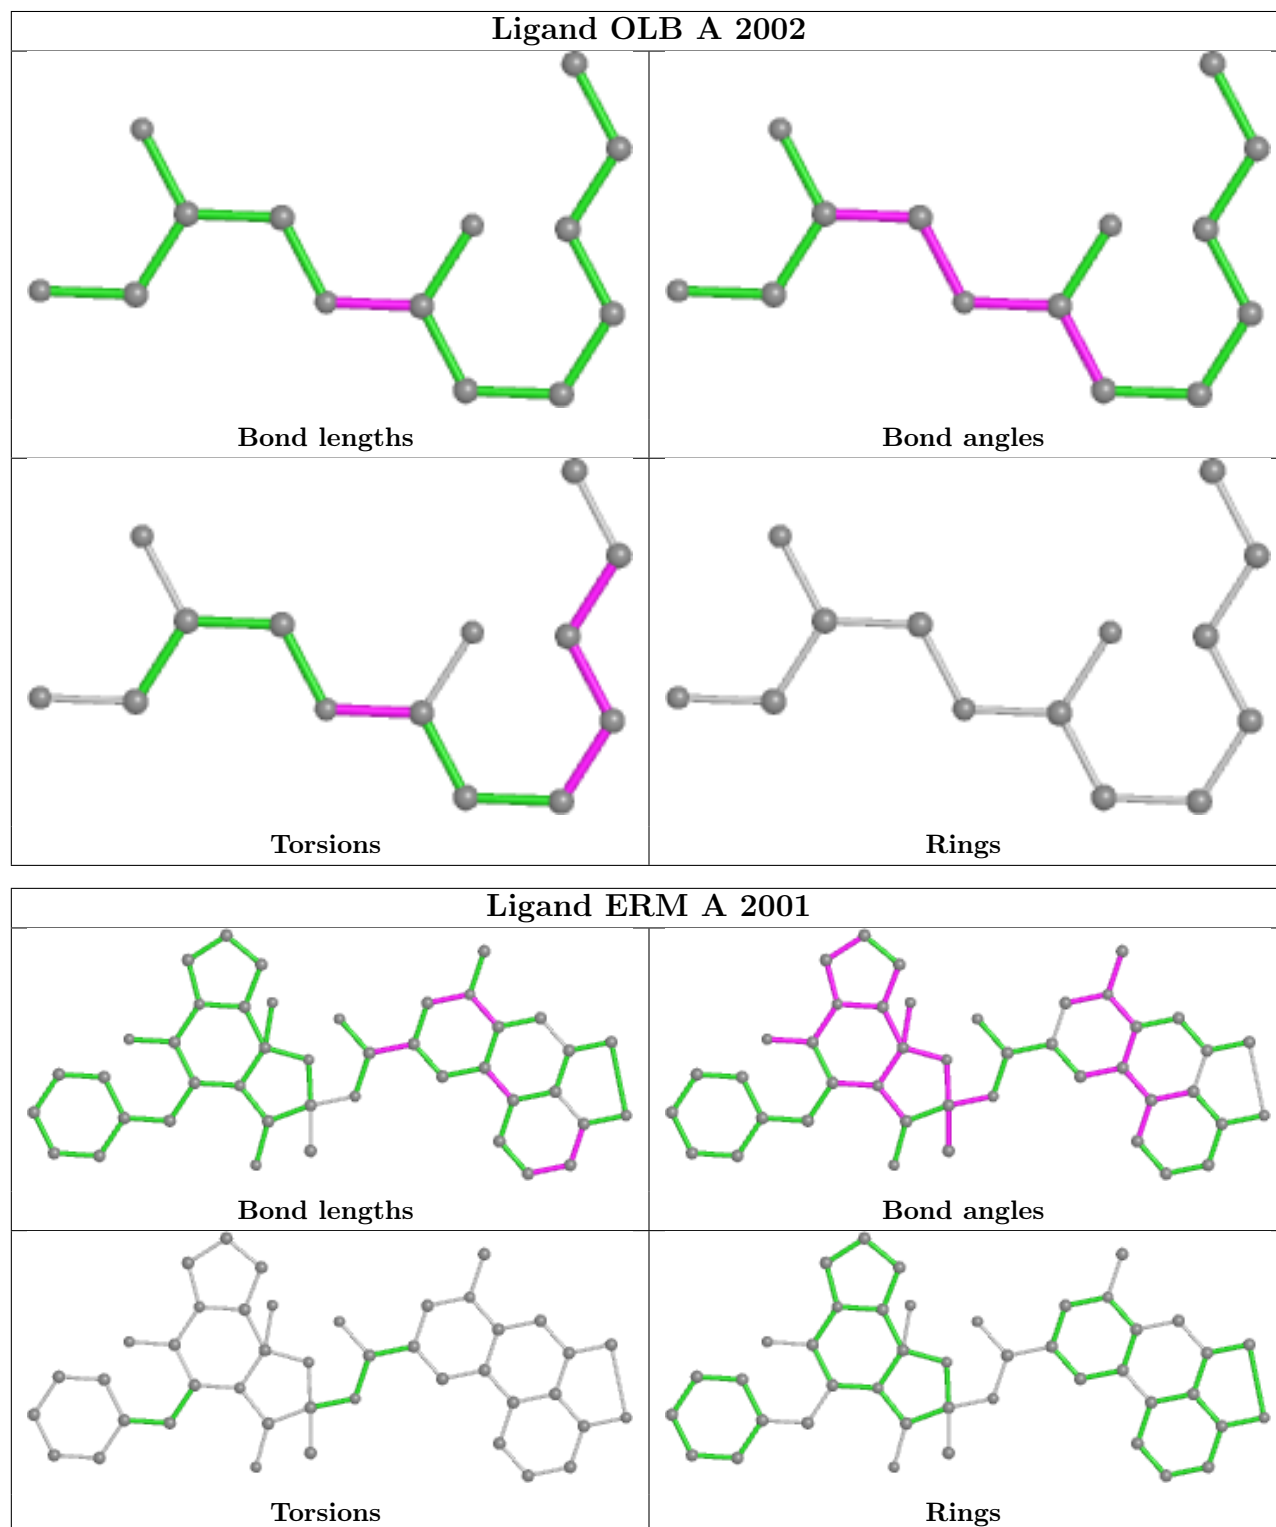 Ligand OLB A 2002
Bond lengths
Bond angles
Torsions
Rings
Ligand ERM A 2001
Bond lengths
Bond angles
Torsions
Rings